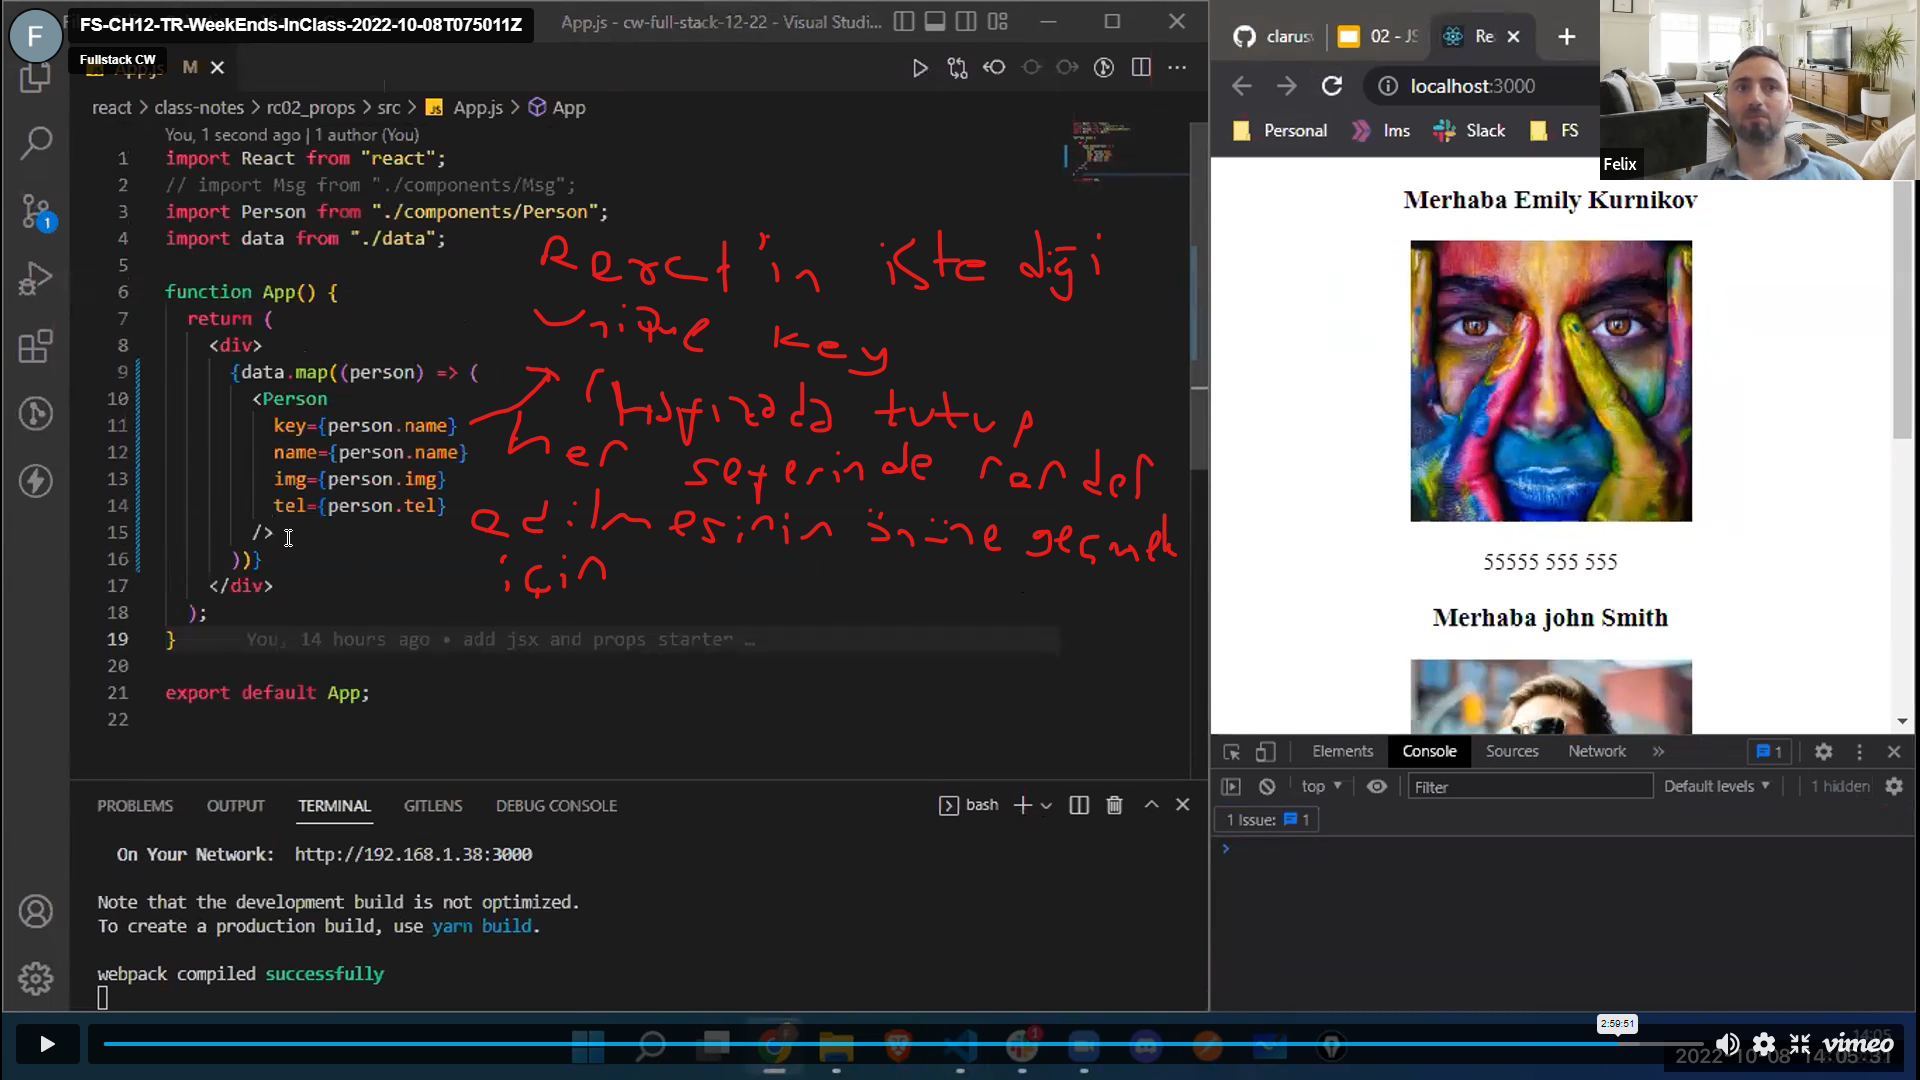 FS-CH12-TR-WeekEnds-InClass-2022-10-08T075011Z
Fullstack CW
F
App.js - cw-full-stack-12-22 - Visual Studi...
App.js M
react > class-notes > rc02_props > src > App.js > App
You, 1 second ago | 1 author (You)
1 import React from "react";
2 // import Msg from "./components/Msg";
3 import Person from "./components/Person";
4 import data from "./data";
5
6 function App() {
7 return (
8 <div>
9 {data.map((person) => (
10 <Person
11 key={person.name}
12 name={person.name}
13 img={person.img}
14 tel={person.tel}
15 />
16 ))}
17 </div>
18 );
19 } You, 14 hours ago • add jsx and props starter …
20
21 export default App;
22
React'in istediği
unique key
Hafızada tutup
her seferinde render
edilmesinin önüne geçmek
için
1
PROBLEMS OUTPUT TERMINAL GITLENS DEBUG CONSOLE
bash
On Your Network: http://192.168.1.38:3000
Note that the development build is not optimized.
To create a production build, use yarn build.
webpack compiled successfully
clarus 02 - JS Re
localhost:3000
Personal lms Slack FS
Felix
Merhaba Emily Kurnikov
55555 555 555
Merhaba john Smith
Elements Console Sources Network » 1
top Filter Default levels 1 hidden
1 Issue: 1
2:59:51
vimeo
14:05
2022-10-08 14:05:31